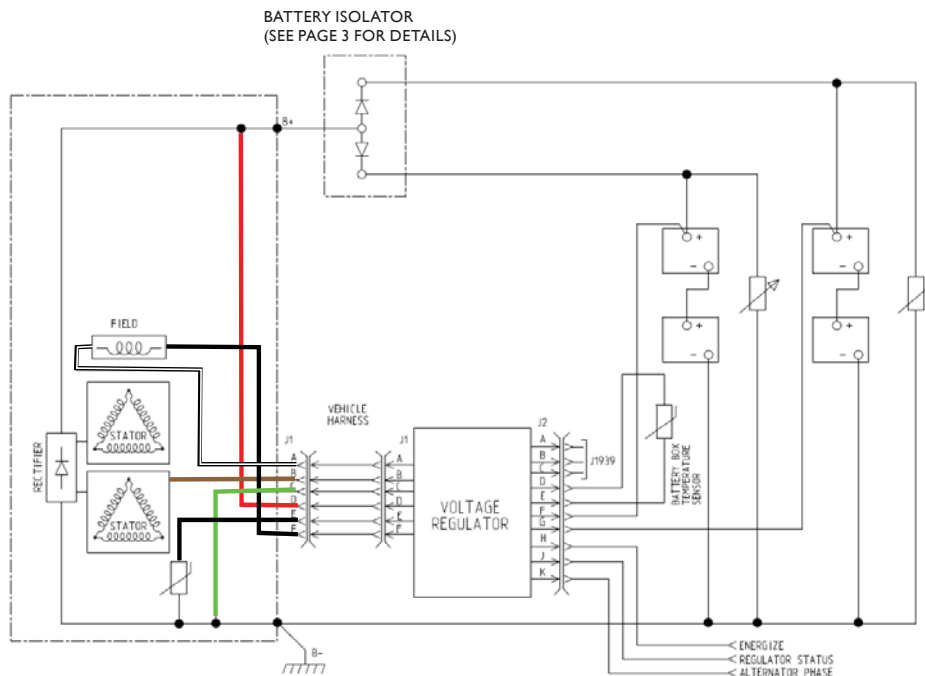 BATTERY ISOLATOR
(SEE PAGE 3 FOR DETAILS)
B+
+
+
-
-
FIELD
-
-
STATOR
RECTIFIER
STATOR
VEHICLE
HARNESS
J1
J1
J2
A
B
C
D
E
F
A
B
C
D
E
F
VOLTAGE
REGULATOR
A
B
C
D
E
F
G
H
J
K
J1939
BATTERY BOX
TEMPERATURE
SENSOR
B-
ENERGIZE
REGULATOR STATUS
ALTERNATOR PHASE